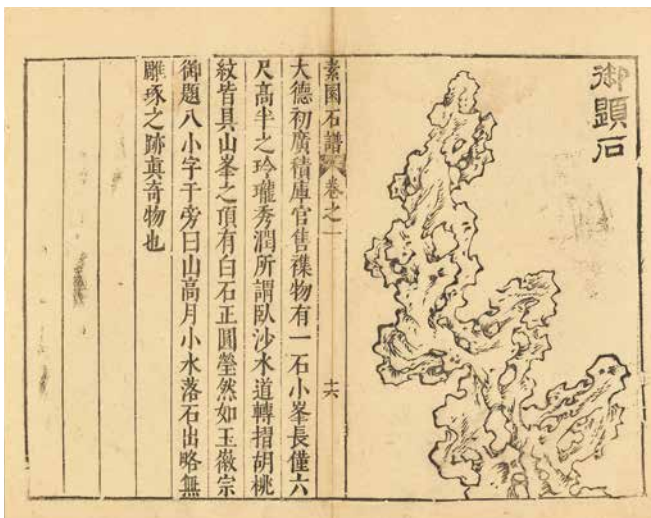 御題石
素園石譜 卷之一 十六
大德初廣積庫官售襍物有一石小峯長僅六
尺高半之玲瓏秀潤所謂臥沙水道轉摺胡桃
紋皆具山峯之頂有白石正圓瑩然如玉徽宗
御題八小字于旁曰山高月小水落石出略無
雕琢之跡真奇物也